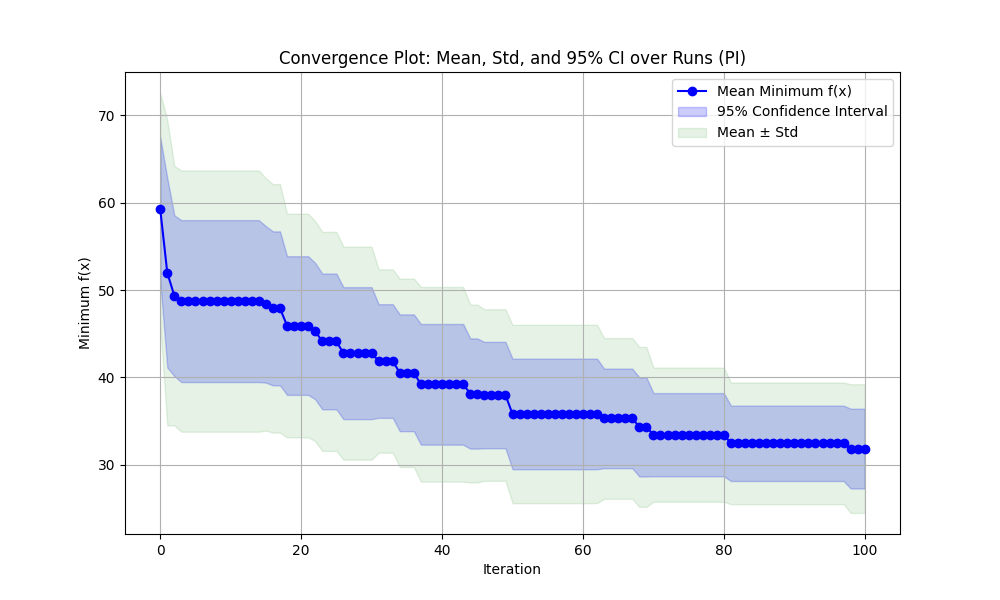 Convergence Plot: Mean, Std, and 95% CI over Runs (PI)
Mean Minimum f(x)
95% Confidence Interval
Mean ± Std
Minimum f(x)
70
60
50
40
30
0 20 40 60 80 100
Iteration